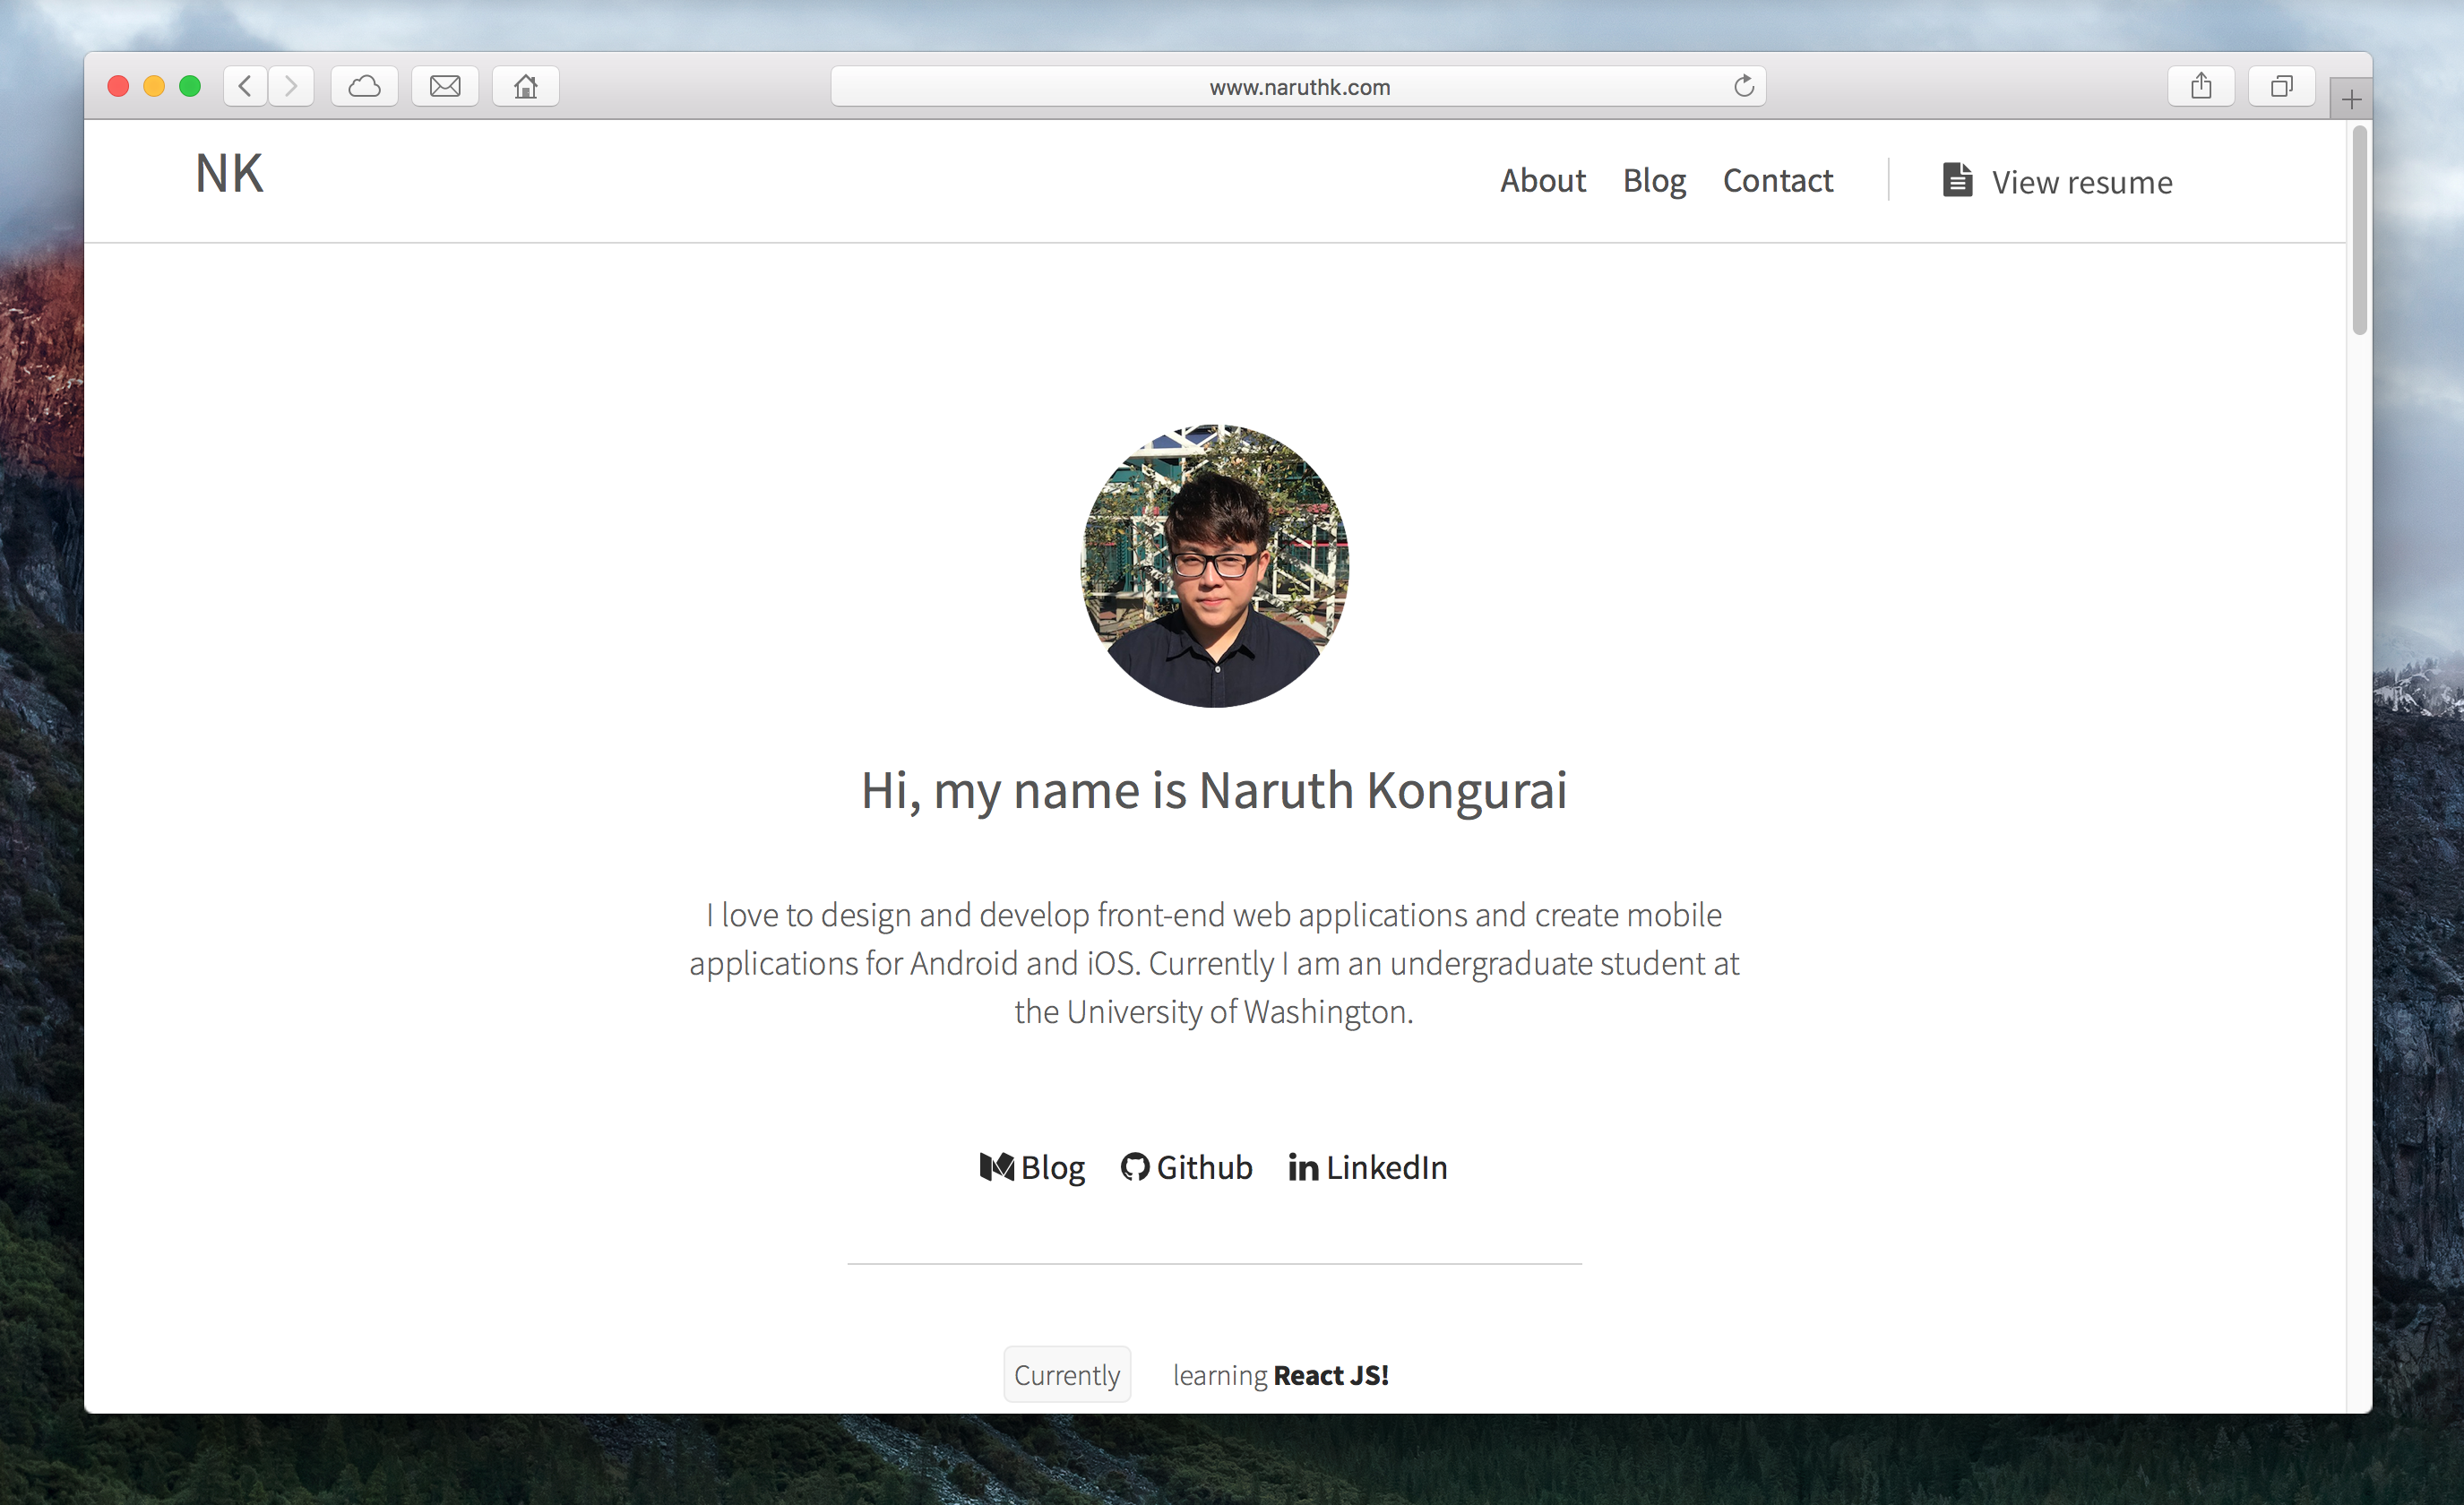 www.naruthk.com
NK
About Blog Contact View resume
Hi, my name is Naruth Kongurai
I love to design and develop front-end web applications and create mobile
applications for Android and iOS. Currently I am an undergraduate student at
the University of Washington.
Blog Github in LinkedIn
Currently learning React JS!